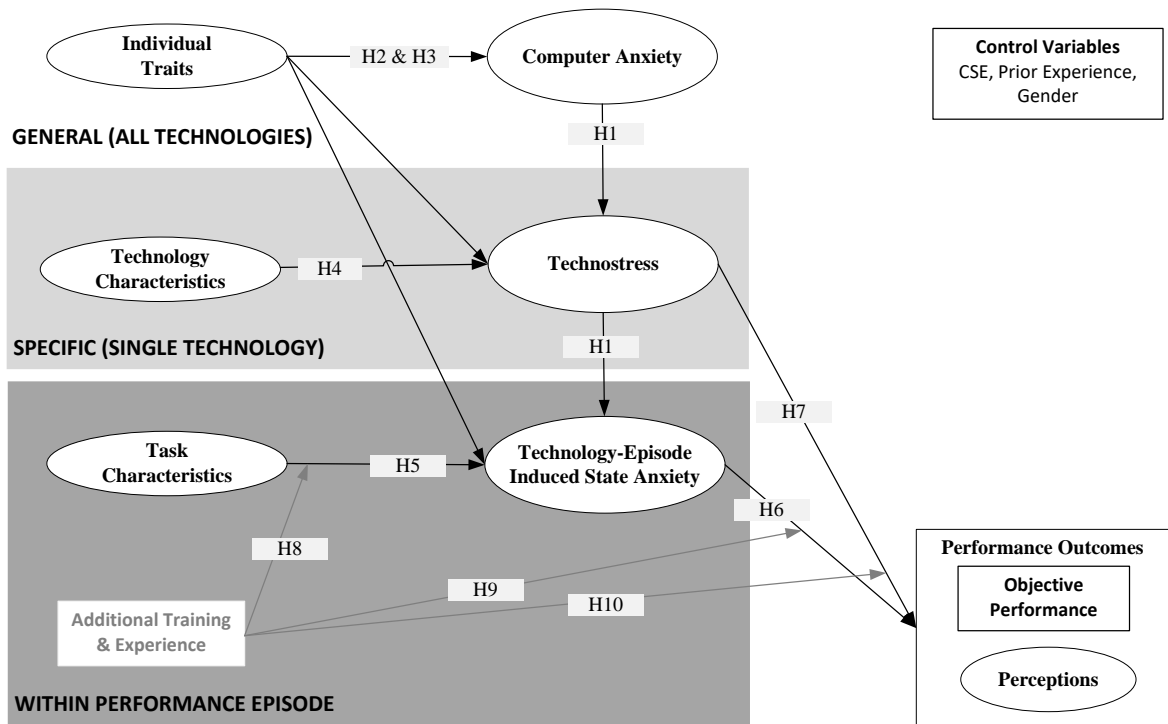 Individual
Traits
H2 & H3
Computer Anxiety
Control Variables
CSE, Prior Experience,
Gender
GENERAL (ALL TECHNOLOGIES)
H1
Technology
Characteristics
H4
Technostress
SPECIFIC (SINGLE TECHNOLOGY)
H1
H7
Task
Characteristics
H5
Technology-Episode
Induced State Anxiety
H6
H8
H9
H10
Additional Training
& Experience
Performance Outcomes
Objective
Performance
Perceptions
WITHIN PERFORMANCE EPISODE